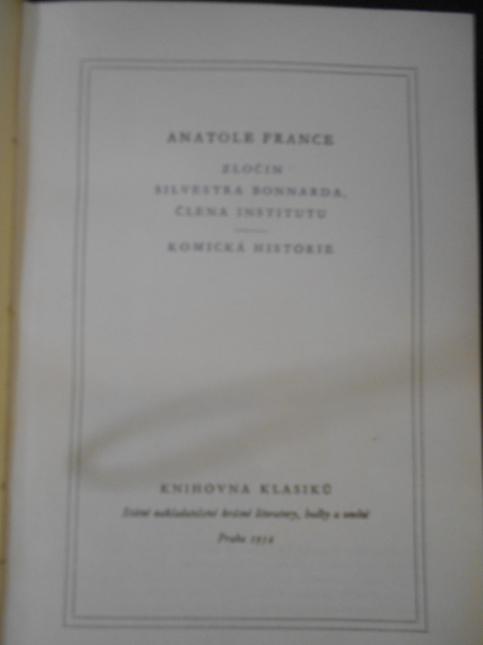 ANATOLE FRANCE
ZLOČIN
SILVESTRA BONNARDA,
ČLENA INSTITUTU
KOMICKÁ HISTORIE
KNIHOVNA KLASIKŮ
Státní nakladatelství krásné literatury, hudby a umění
Praha